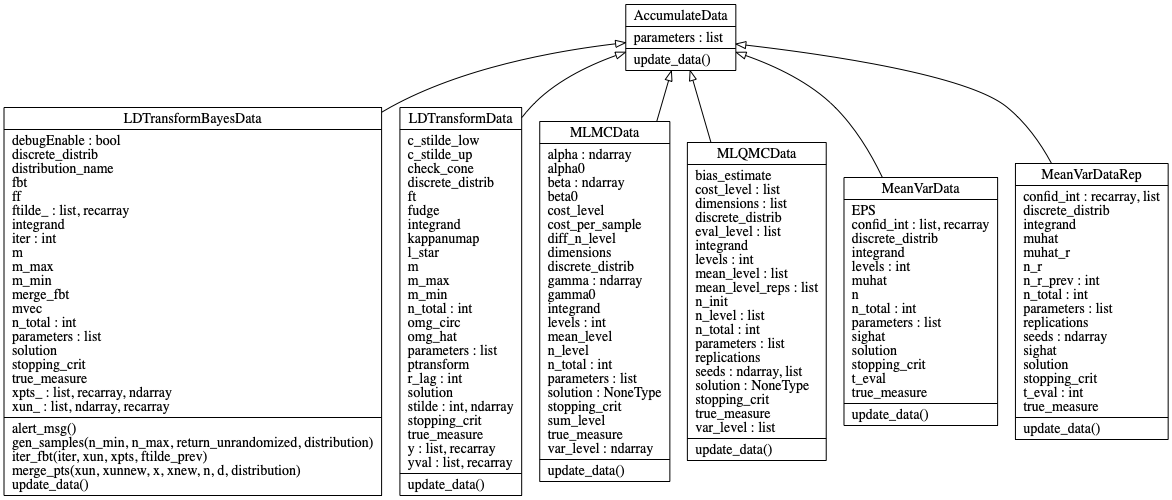 AccumulateData
parameters : list
update_data()
LDTransformBayesData
debugEnable : bool
discrete_distrib
distribution_name
fbt
ff
ftilde_ : list, recarray
integrand
iter : int
m
m_max
m_min
merge_fbt
mvec
n_total : int
parameters : list
solution
stopping_crit
true_measure
xpts_ : list, recarray, ndarray
xun_ : list, ndarray, recarray
alert_msg()
gen_samples(n_min, n_max, return_unrandomized, distribution)
iter_fbt(iter, xun, xpts, ftilde_prev)
merge_pts(xun, xunnew, x, xnew, n, d, distribution)
update_data()
LDTransformData
c_stilde_low
c_stilde_up
check_cone
discrete_distrib
ft
fudge
integrand
kappanumap
l_star
m
m_max
m_min
n_total : int
omg_circ
omg_hat
parameters : list
ptransform
r_lag : int
solution
stilde : int, ndarray
stopping_crit
true_measure
y : list, recarray
yval : list, recarray
update_data()
MLMCData
alpha : ndarray
alpha0
beta : ndarray
beta0
cost_level
cost_per_sample
diff_n_level
dimensions
discrete_distrib
gamma : ndarray
gamma0
integrand
levels : int
mean_level
n_level
n_total : int
parameters : list
solution : NoneType
stopping_crit
sum_level
true_measure
var_level : ndarray
update_data()
MLQMCData
bias_estimate
cost_level : list
dimensions : list
discrete_distrib
eval_level : list
integrand
levels : int
mean_level : list
mean_level_reps : list
n_init
n_level : list
n_total : int
parameters : list
replications
seeds : ndarray, list
solution : NoneType
stopping_crit
true_measure
var_level : list
update_data()
MeanVarData
EPS
confid_int : list, recarray
discrete_distrib
integrand
levels : int
muhat
n
n_total : int
parameters : list
sighat
solution
stopping_crit
t_eval
true_measure
update_data()
MeanVarDataRep
confid_int : recarray, list
discrete_distrib
integrand
muhat
muhat_r
n_r
n_r_prev : int
n_total : int
parameters : list
replications
seeds : ndarray
sighat
solution
stopping_crit
t_eval : int
true_measure
update_data()